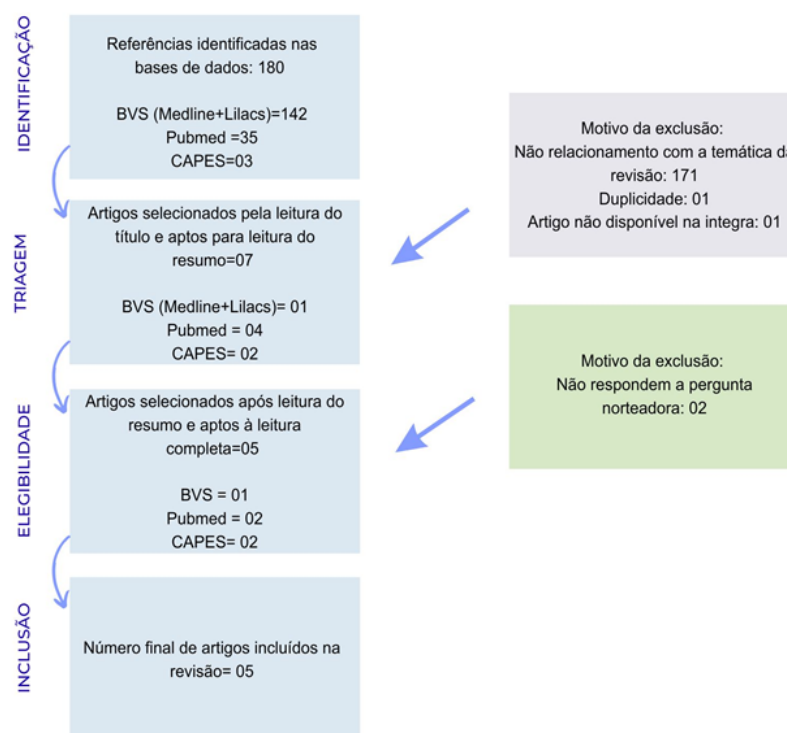 IDENTIFICAÇÃO
Referências identificadas nas
bases de dados: 180
BVS (Medline+Lilacs)=142
Pubmed =35
CAPES=03
Motivo da exclusão:
Não relacionamento com a temática da
revisão: 171
Duplicidade: 01
Artigo não disponível na integra: 01
TRIAGEM
Artigos selecionados pela leitura do
título e aptos para leitura do
resumo=07
BVS (Medline+Lilacs)= 01
Pubmed = 04
CAPES= 02
Motivo da exclusão:
Não respondem a pergunta
norteadora: 02
ELEGIBILIDADE
Artigos selecionados após leitura do
resumo e aptos à leitura
completa=05
BVS = 01
Pubmed = 02
CAPES= 02
INCLUSÃO
Número final de artigos incluídos na
revisão= 05